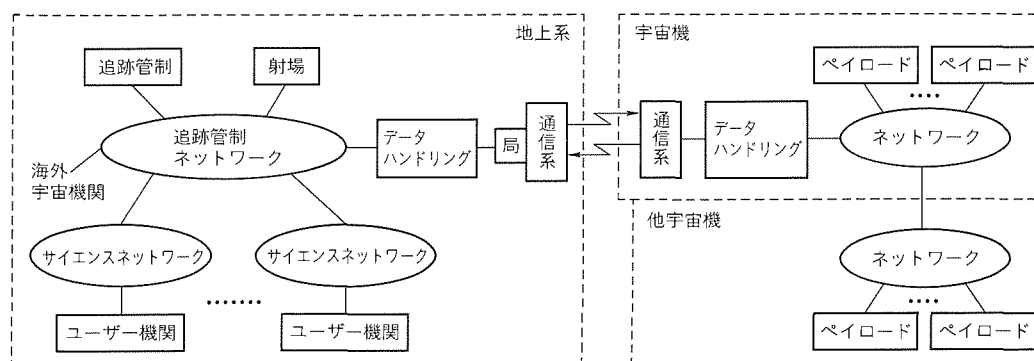 地上系
追跡管制
射場
追跡管制
ネットワーク
海外
宇宙機関
データ
ハンドリング
局
通信系
サイエンスネットワーク
サイエンスネットワーク
ユーザー機関
ユーザー機関
宇宙機
通信系
データ
ハンドリング
ペイロード
ペイロード
ネットワーク
他宇宙機
ネットワーク
ペイロード
ペイロード